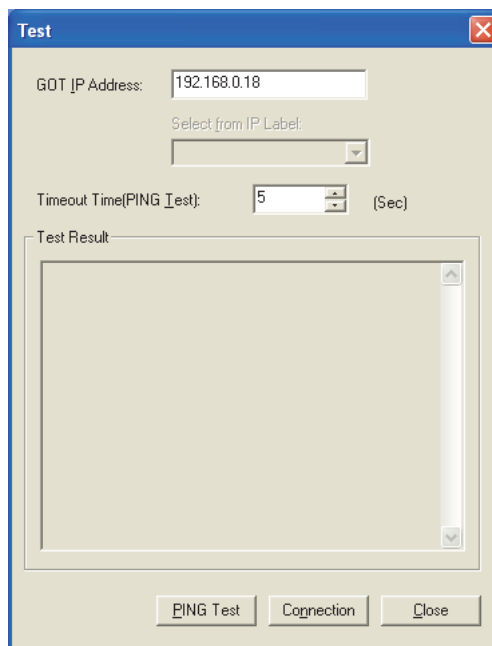 Test
GOT IP Address: 192.168.0.18
Select from IP Label:
Timeout Time(PING Test): 5 (Sec)
Test Result
PING Test Connection Close